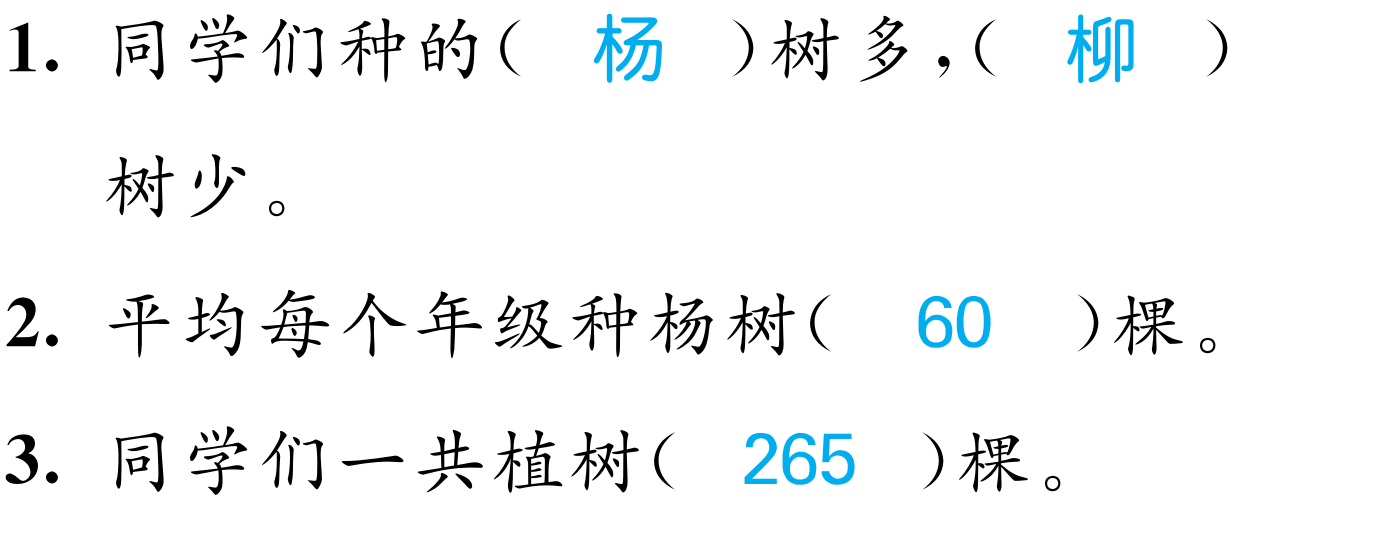 1. 同学们种的( 杨 )树多,( 柳 )
树少。
2. 平均每个年级种杨树( 60 )棵。
3. 同学们一共植树( 265 )棵。